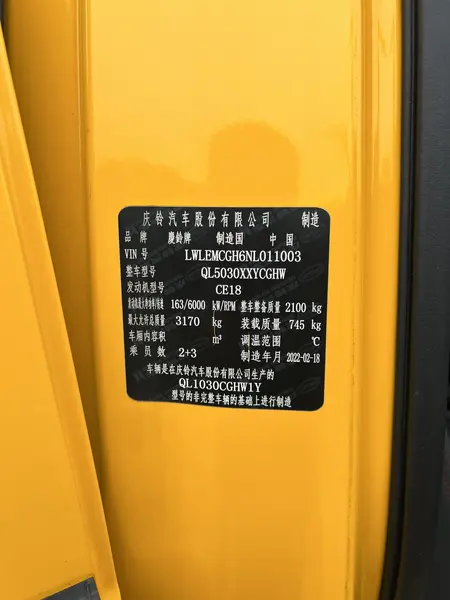 庆铃汽车股份有限公司 制造
品牌 慶鈴牌 制造国 中国
VIN号 LWLEMCGH6NL011003
整车型号 QL5030XXYCGHW
发动机型号 CE18
发动机最大净功率/转速 163/6000 kW/RPM 整车整备质量 2100 kg
最大允许总质量 3170 kg 装载质量 745 kg
车厢内容积 m³ 调温范围 ℃
乘员数 2+3 制造年月 2022-02-18
车辆是在庆铃汽车股份有限公司生产的
QL1030CGHW1Y
型号的非完整车辆的基础上进行制造